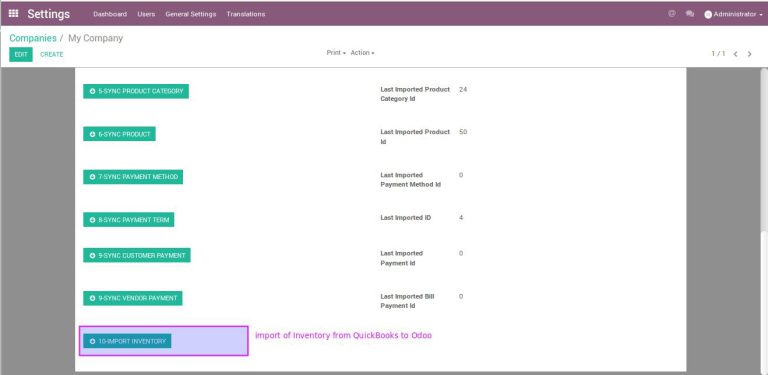 Settings
Dashboard Users General Settings Translations
@ Administrator
Companies / My Company
EDIT CREATE
Print Action
1 / 1
5-SYNC PRODUCT CATEGORY
Last Imported Product
Category Id
24
6-SYNC PRODUCT
Last Imported Product
Id
50
7-SYNC PAYMENT METHOD
Last Imported
Payment Method Id
0
8-SYNC PAYMENT TERM
Last Imported ID
4
9-SYNC CUSTOMER PAYMENT
Last Imported
Payment Id
0
9-SYNC VENDOR PAYMENT
Last Imported Bill
Payment Id
0
10-IMPORT INVENTORY
import of Inventory from QuickBooks to Odoo